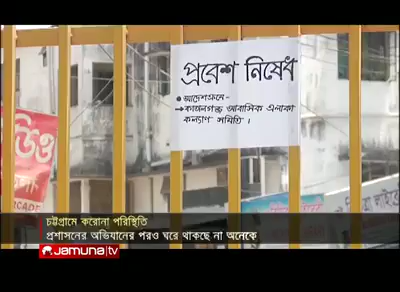 প্রবেশ নিষেধ
আদেশক্রমে-
কাতালগঞ্জ আবাসিক এলাকা
কল্যাণ সমিতি।
চট্টগ্রামে করোনা পরিস্থিতি
প্রশাসনের অভিযানের পরও ঘরে থাকছে না অনেকে
Jamuna tv